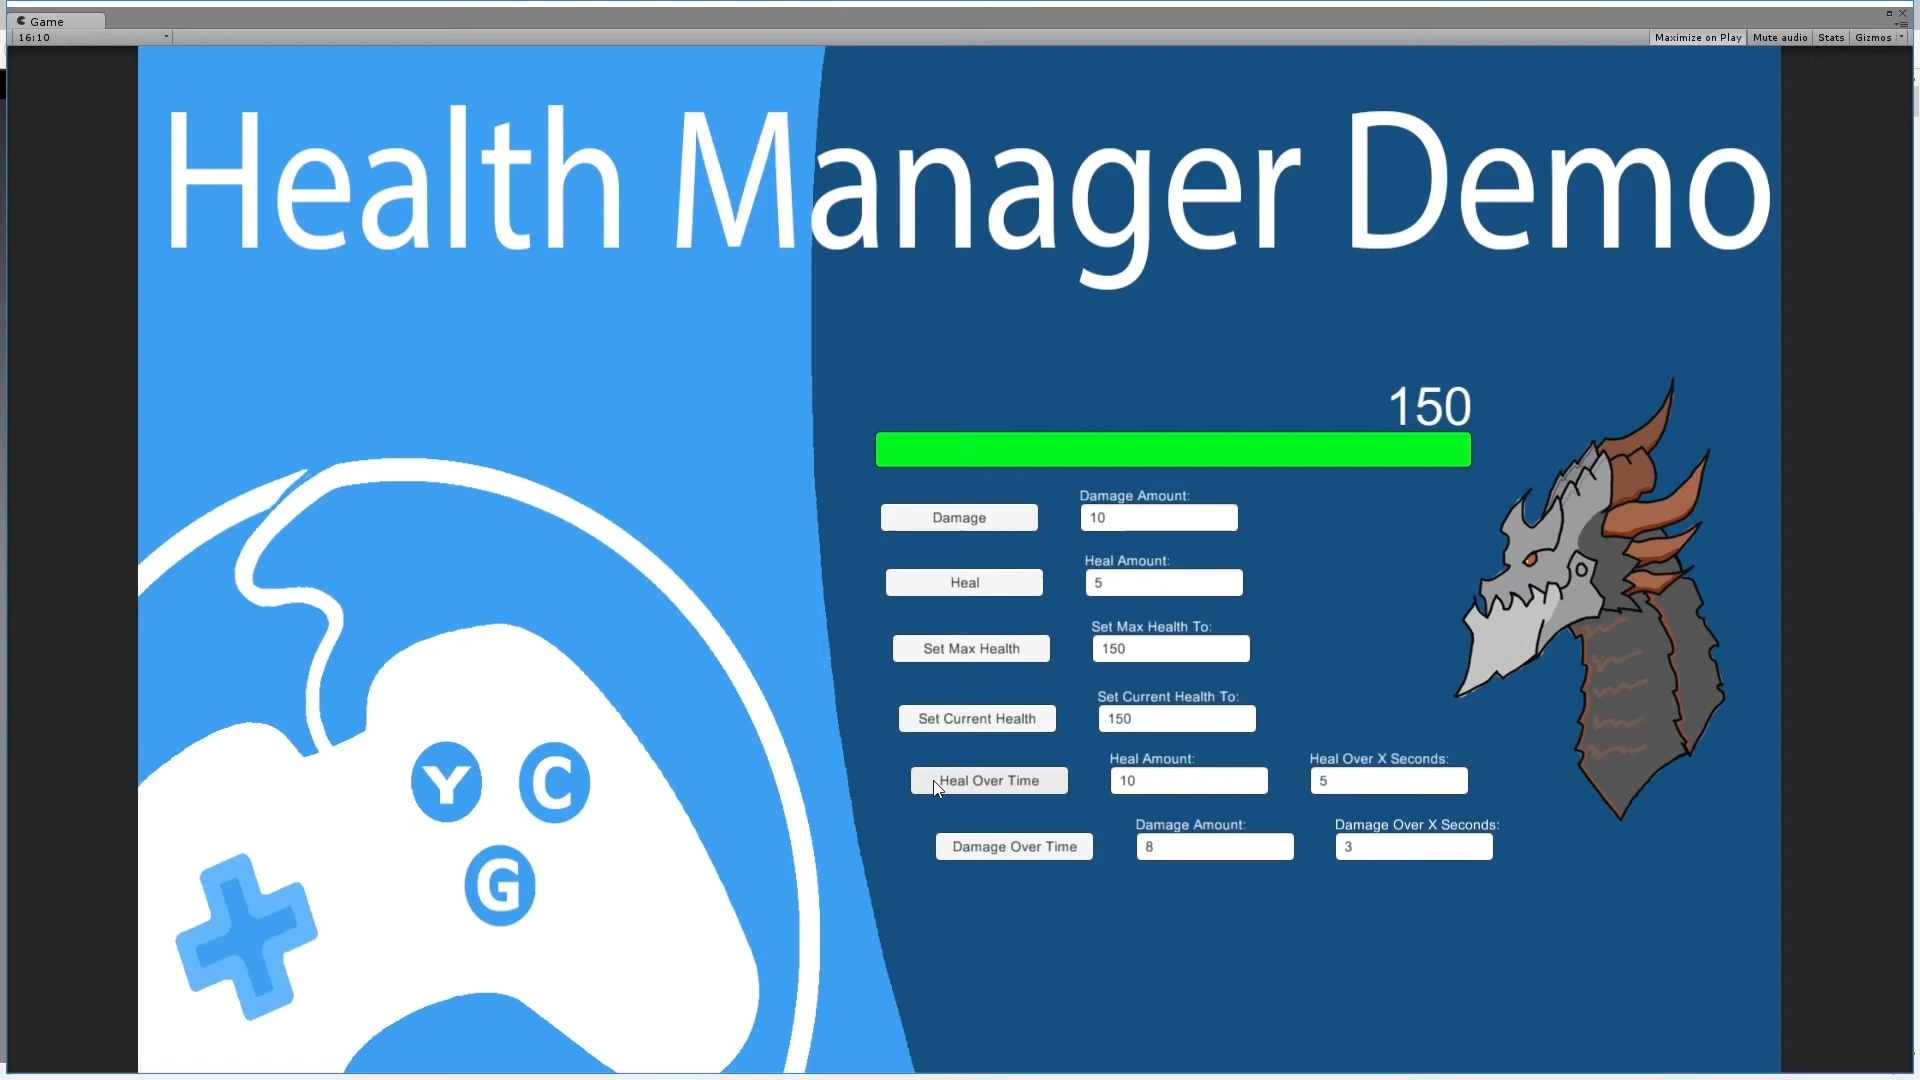 Game
16:10
Maximize on Play
Mute audio
Stats
Gizmos
Health Manager Demo
150
Damage
Damage Amount:
10
Heal
Heal Amount:
5
Set Max Health
Set Max Health To:
150
Set Current Health
Set Current Health To:
150
Heal Over Time
Heal Amount:
10
Heal Over X Seconds:
5
Damage Over Time
Damage Amount:
8
Damage Over X Seconds:
3
Y C
G